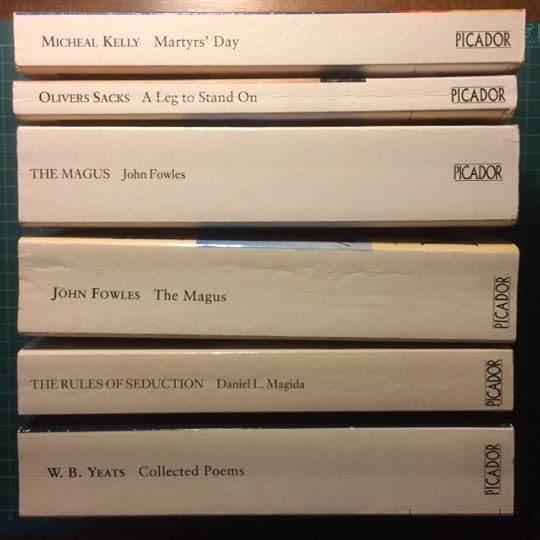 MICHEAL KELLY Martyrs' Day PICADOR
OLIVERS SACKS A Leg to Stand On PICADOR
THE MAGUS John Fowles PICADOR
JOHN FOWLES The Magus PICADOR
THE RULES OF SEDUCTION Daniel L. Magida PICADOR
W. B. YEATS Collected Poems PICADOR